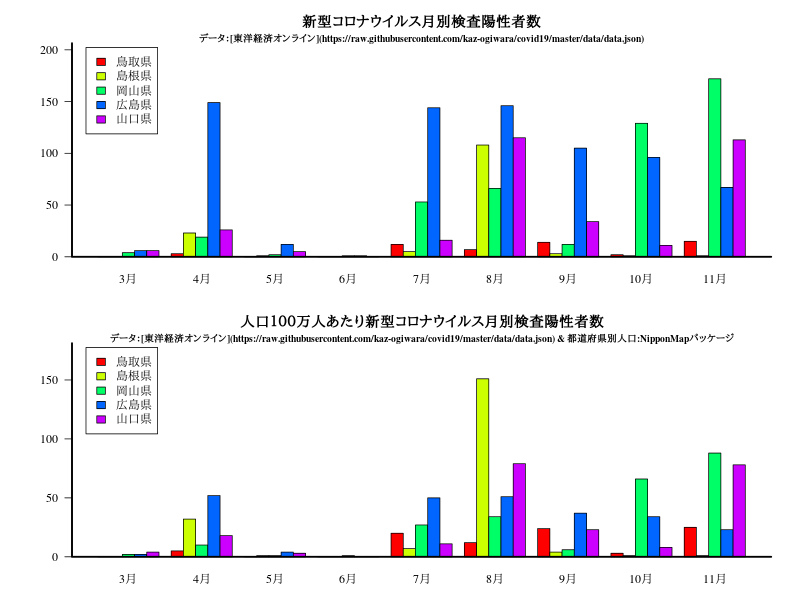 新型コロナウイルス月別検査陽性者数
データ:[東洋経済オンライン](https://raw.githubusercontent.com/kaz-ogiwara/covid19/master/data/data.json)
200
150
100
50
0
鳥取県
島根県
岡山県
広島県
山口県
3月 4月 5月 6月 7月 8月 9月 10月 11月
人口100万人あたり新型コロナウイルス月別検査陽性者数
データ:[東洋経済オンライン](https://raw.githubusercontent.com/kaz-ogiwara/covid19/master/data/data.json) & 都道府県別人口:NipponMapパッケージ
150
100
50
0
鳥取県
島根県
岡山県
広島県
山口県
3月 4月 5月 6月 7月 8月 9月 10月 11月